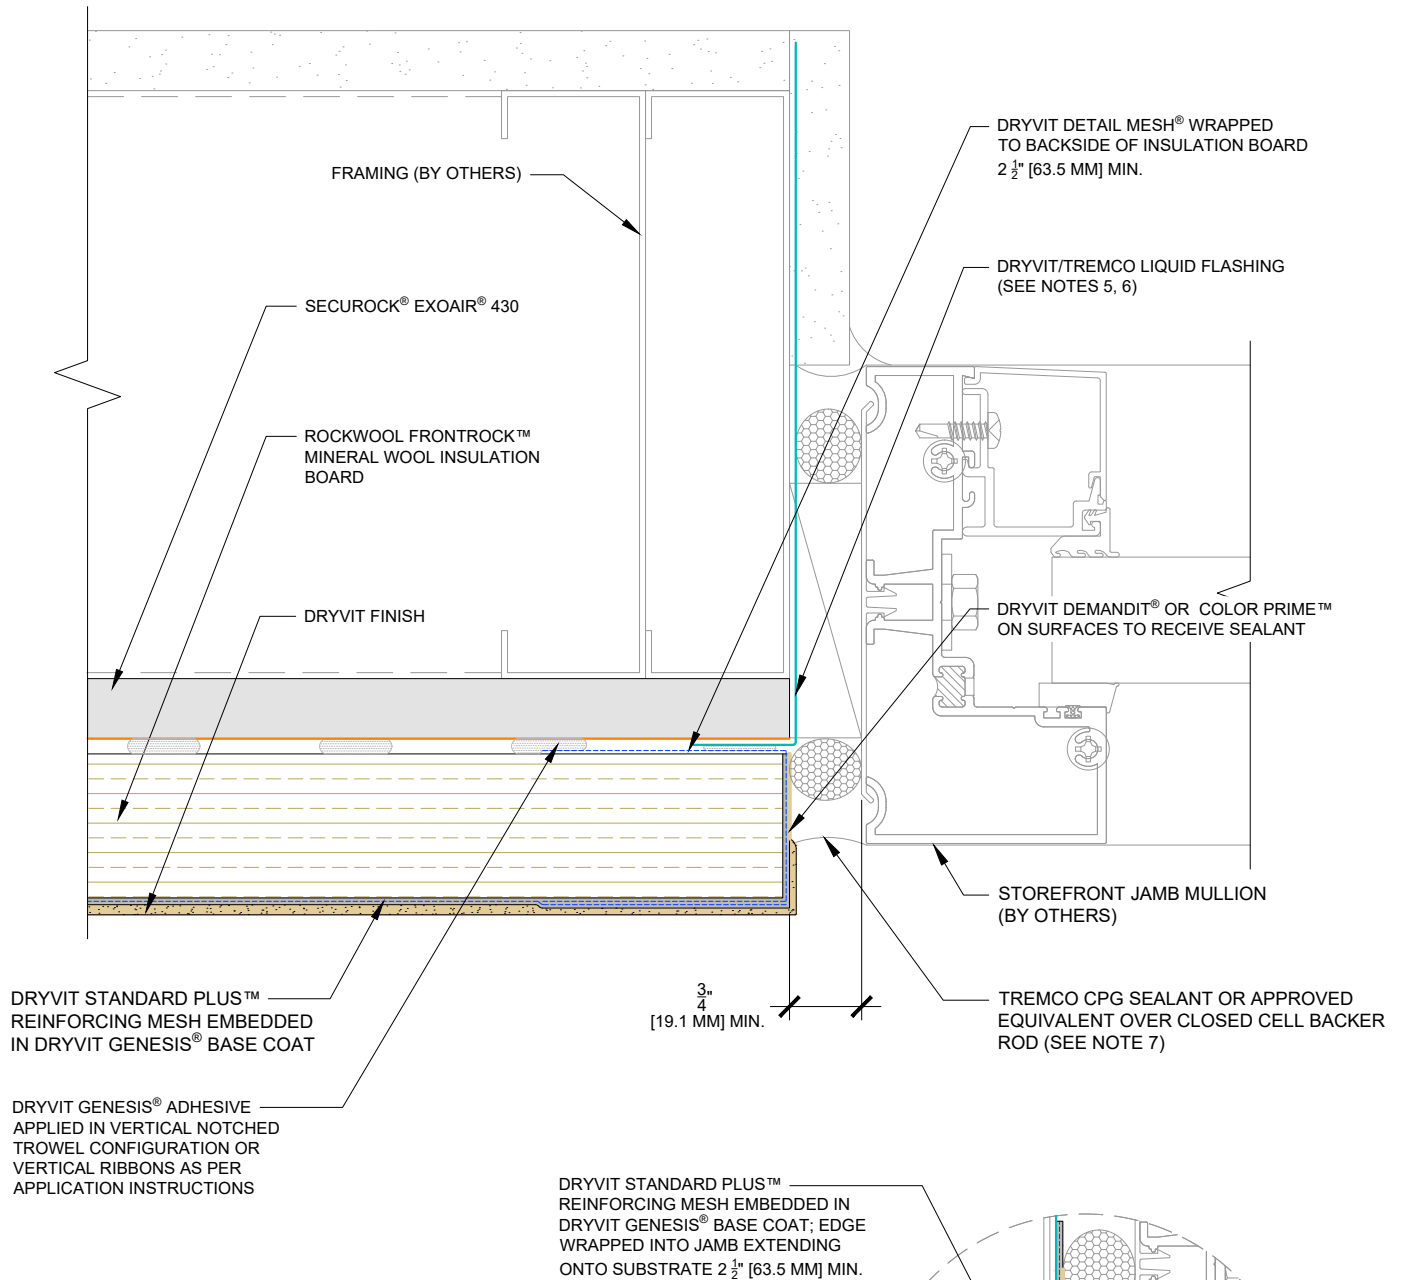 DRYVIT DETAIL MESH® WRAPPED
TO BACKSIDE OF INSULATION BOARD
2 1/2" [63.5 MM] MIN.
FRAMING (BY OTHERS)
DRYVIT/TREMCO LIQUID FLASHING
(SEE NOTES 5, 6)
SECUROCK® EXOAIR® 430
ROCKWOOL FRONTROCK™
MINERAL WOOL INSULATION
BOARD
DRYVIT FINISH
DRYVIT DEMANDIT® OR COLOR PRIME™
ON SURFACES TO RECEIVE SEALANT
STOREFRONT JAMB MULLION
(BY OTHERS)
3/4"
[19.1 MM] MIN.
TREMCO CPG SEALANT OR APPROVED
EQUIVALENT OVER CLOSED CELL BACKER
ROD (SEE NOTE 7)
DRYVIT STANDARD PLUS™
REINFORCING MESH EMBEDDED
IN DRYVIT GENESIS® BASE COAT
DRYVIT GENESIS® ADHESIVE
APPLIED IN VERTICAL NOTCHED
TROWEL CONFIGURATION OR
VERTICAL RIBBONS AS PER
APPLICATION INSTRUCTIONS
DRYVIT STANDARD PLUS™
REINFORCING MESH EMBEDDED IN
DRYVIT GENESIS® BASE COAT; EDGE
WRAPPED INTO JAMB EXTENDING
ONTO SUBSTRATE 2 1/2" [63.5 MM] MIN.